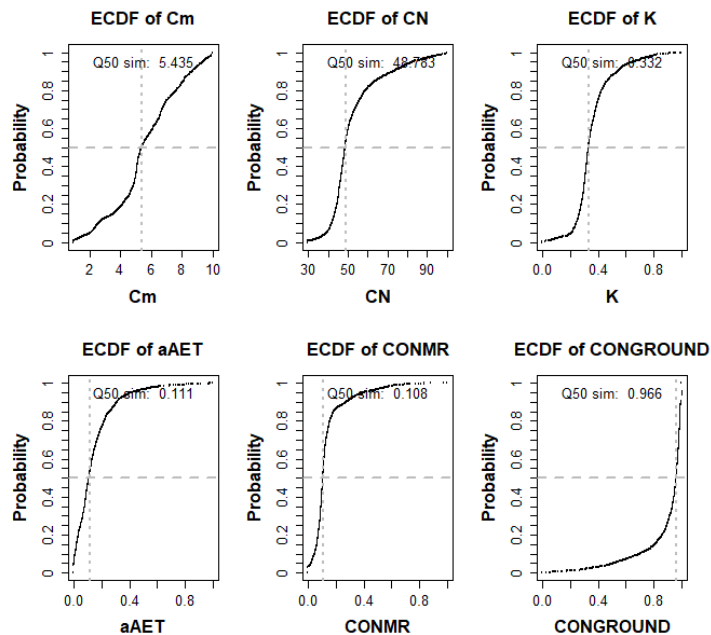 ECDF of Cm
Q50 sim: 5.435
Probability
0 0.2 0.4 0.6 0.8 1
2 4 6 8 10
Cm
ECDF of CN
Q50 sim: 48.783
Probability
0 0.2 0.4 0.6 0.8 1
30 50 70 90
CN
ECDF of K
Q50 sim: 0.332
Probability
0 0.2 0.4 0.6 0.8 1
0.0 0.4 0.8
K
ECDF of aAET
Q50 sim: 0.111
Probability
0 0.2 0.4 0.6 0.8 1
0.0 0.4 0.8
aAET
ECDF of CONMR
Q50 sim: 0.108
Probability
0 0.2 0.4 0.6 0.8 1
0.0 0.4 0.8
CONMR
ECDF of CONGROUND
Q50 sim: 0.966
Probability
0 0.2 0.4 0.6 0.8 1
0.0 0.4 0.8
CONGROUND